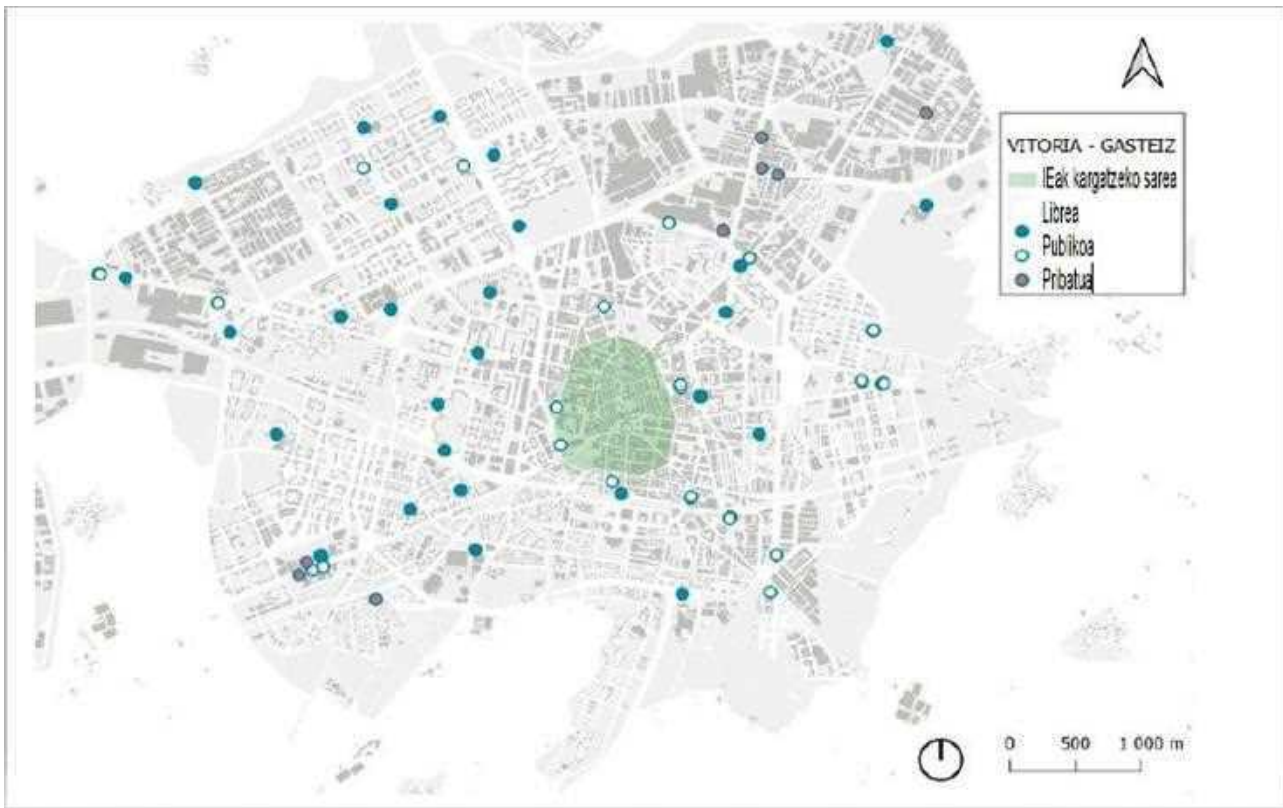 VITORIA - GASTEIZ
IEak kargatzeko sarea
Librea
Publikoa
Pribatua
0 500 1 000 m